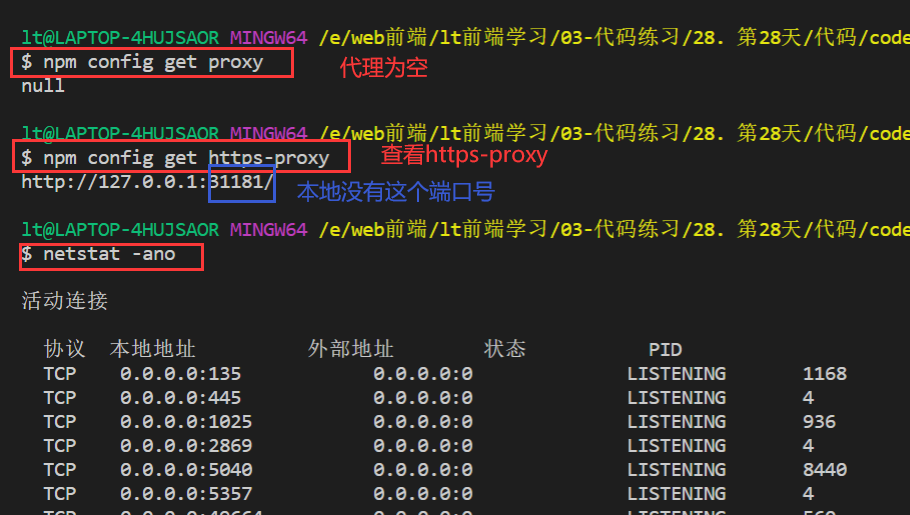 lt@LAPTOP-4HUJSAOR MINGW64 /e/web前端/lt前端学习/03-代码练习/28. 第28天/代码/code
$ npm config get proxy 代理为空
null
lt@LAPTOP-4HUJSAOR MINGW64 /e/web前端/lt前端学习/03-代码练习/28. 第28天/代码/code
$ npm config get https-proxy 查看https-proxy
http://127.0.0.1:31181/ 本地没有这个端口号
lt@LAPTOP-4HUJSAOR MINGW64 /e/web前端/lt前端学习/03-代码练习/28. 第28天/代码/code
$ netstat -ano
活动连接
协议 本地地址 外部地址 状态 PID
TCP 0.0.0.0:135 0.0.0.0:0 LISTENING 1168
TCP 0.0.0.0:445 0.0.0.0:0 LISTENING 4
TCP 0.0.0.0:1025 0.0.0.0:0 LISTENING 936
TCP 0.0.0.0:2869 0.0.0.0:0 LISTENING 4
TCP 0.0.0.0:5040 0.0.0.0:0 LISTENING 8440
TCP 0.0.0.0:5357 0.0.0.0:0 LISTENING 4